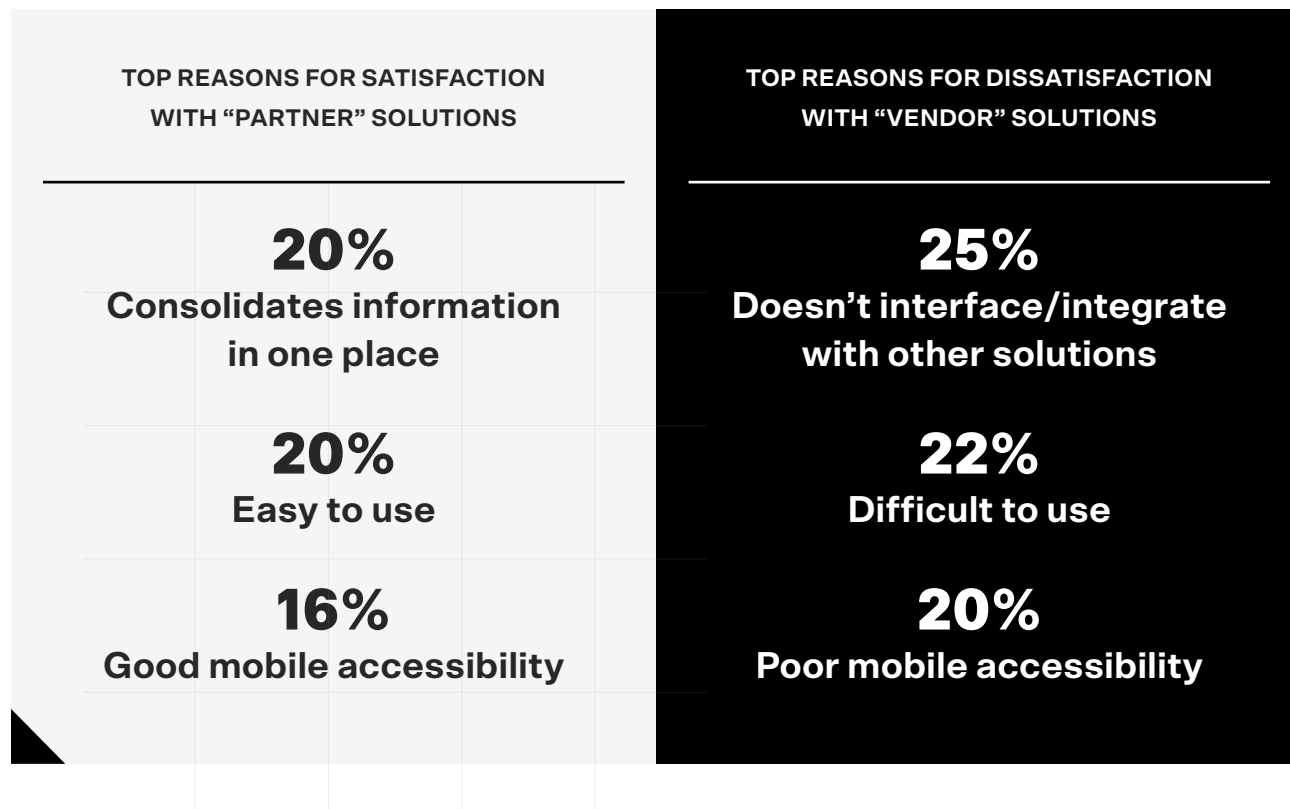 TOP REASONS FOR SATISFACTION
WITH “PARTNER” SOLUTIONS
20%
Consolidates information
in one place
20%
Easy to use
16%
Good mobile accessibility
TOP REASONS FOR DISSATISFACTION
WITH “VENDOR” SOLUTIONS
25%
Doesn’t interface/integrate
with other solutions
22%
Difficult to use
20%
Poor mobile accessibility